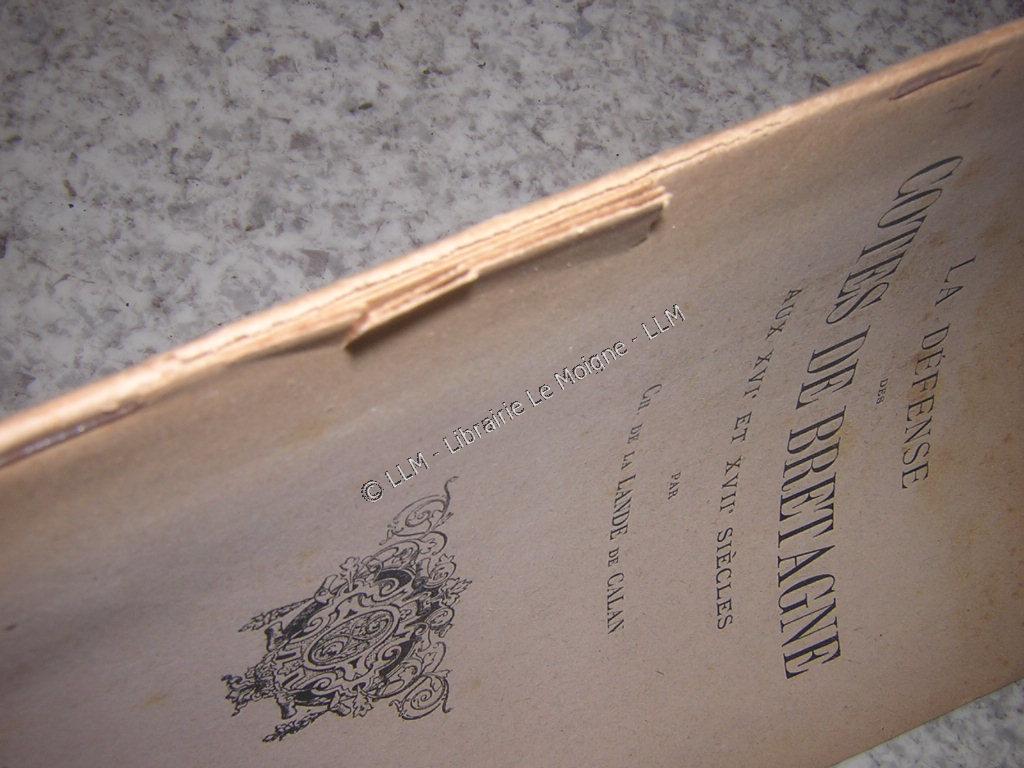 LA DÉFENSE
DES
COUTES DE BRETAGNE
AUX XVIᵉ ET XVIIᵉ SIÈCLES
PAR
CH. DE LA LANDE DE CALAN
© LLM - Librairie Le Moigne - LLM